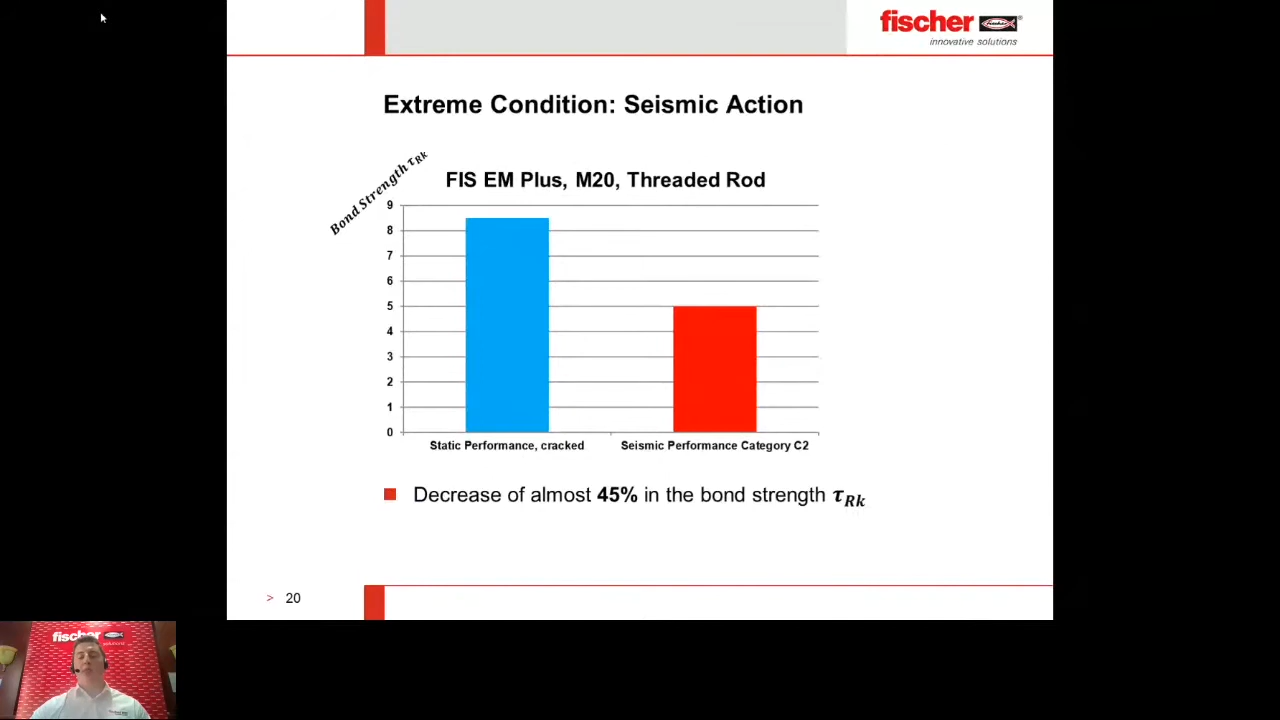 fischer
innovative solutions
Extreme Condition: Seismic Action
Bond Strength τRk
FIS EM Plus, M20, Threaded Rod
9
8
7
6
5
4
3
2
1
0
Static Performance, cracked
Seismic Performance Category C2
Decrease of almost 45% in the bond strength τRk
> 20
fischer
solutions